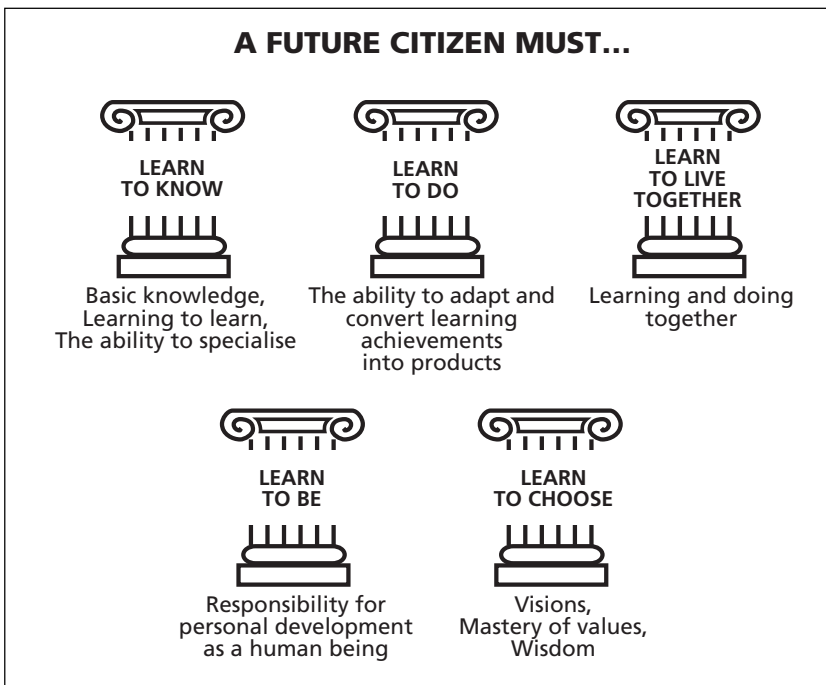 A FUTURE CITIZEN MUST...
LEARN
TO KNOW
Basic knowledge,
Learning to learn,
The ability to specialise
LEARN
TO DO
The ability to adapt and
convert learning
achievements
into products
LEARN
TO LIVE
TOGETHER
Learning and doing
together
LEARN
TO BE
Responsibility for
personal development
as a human being
LEARN
TO CHOOSE
Visions,
Mastery of values,
Wisdom